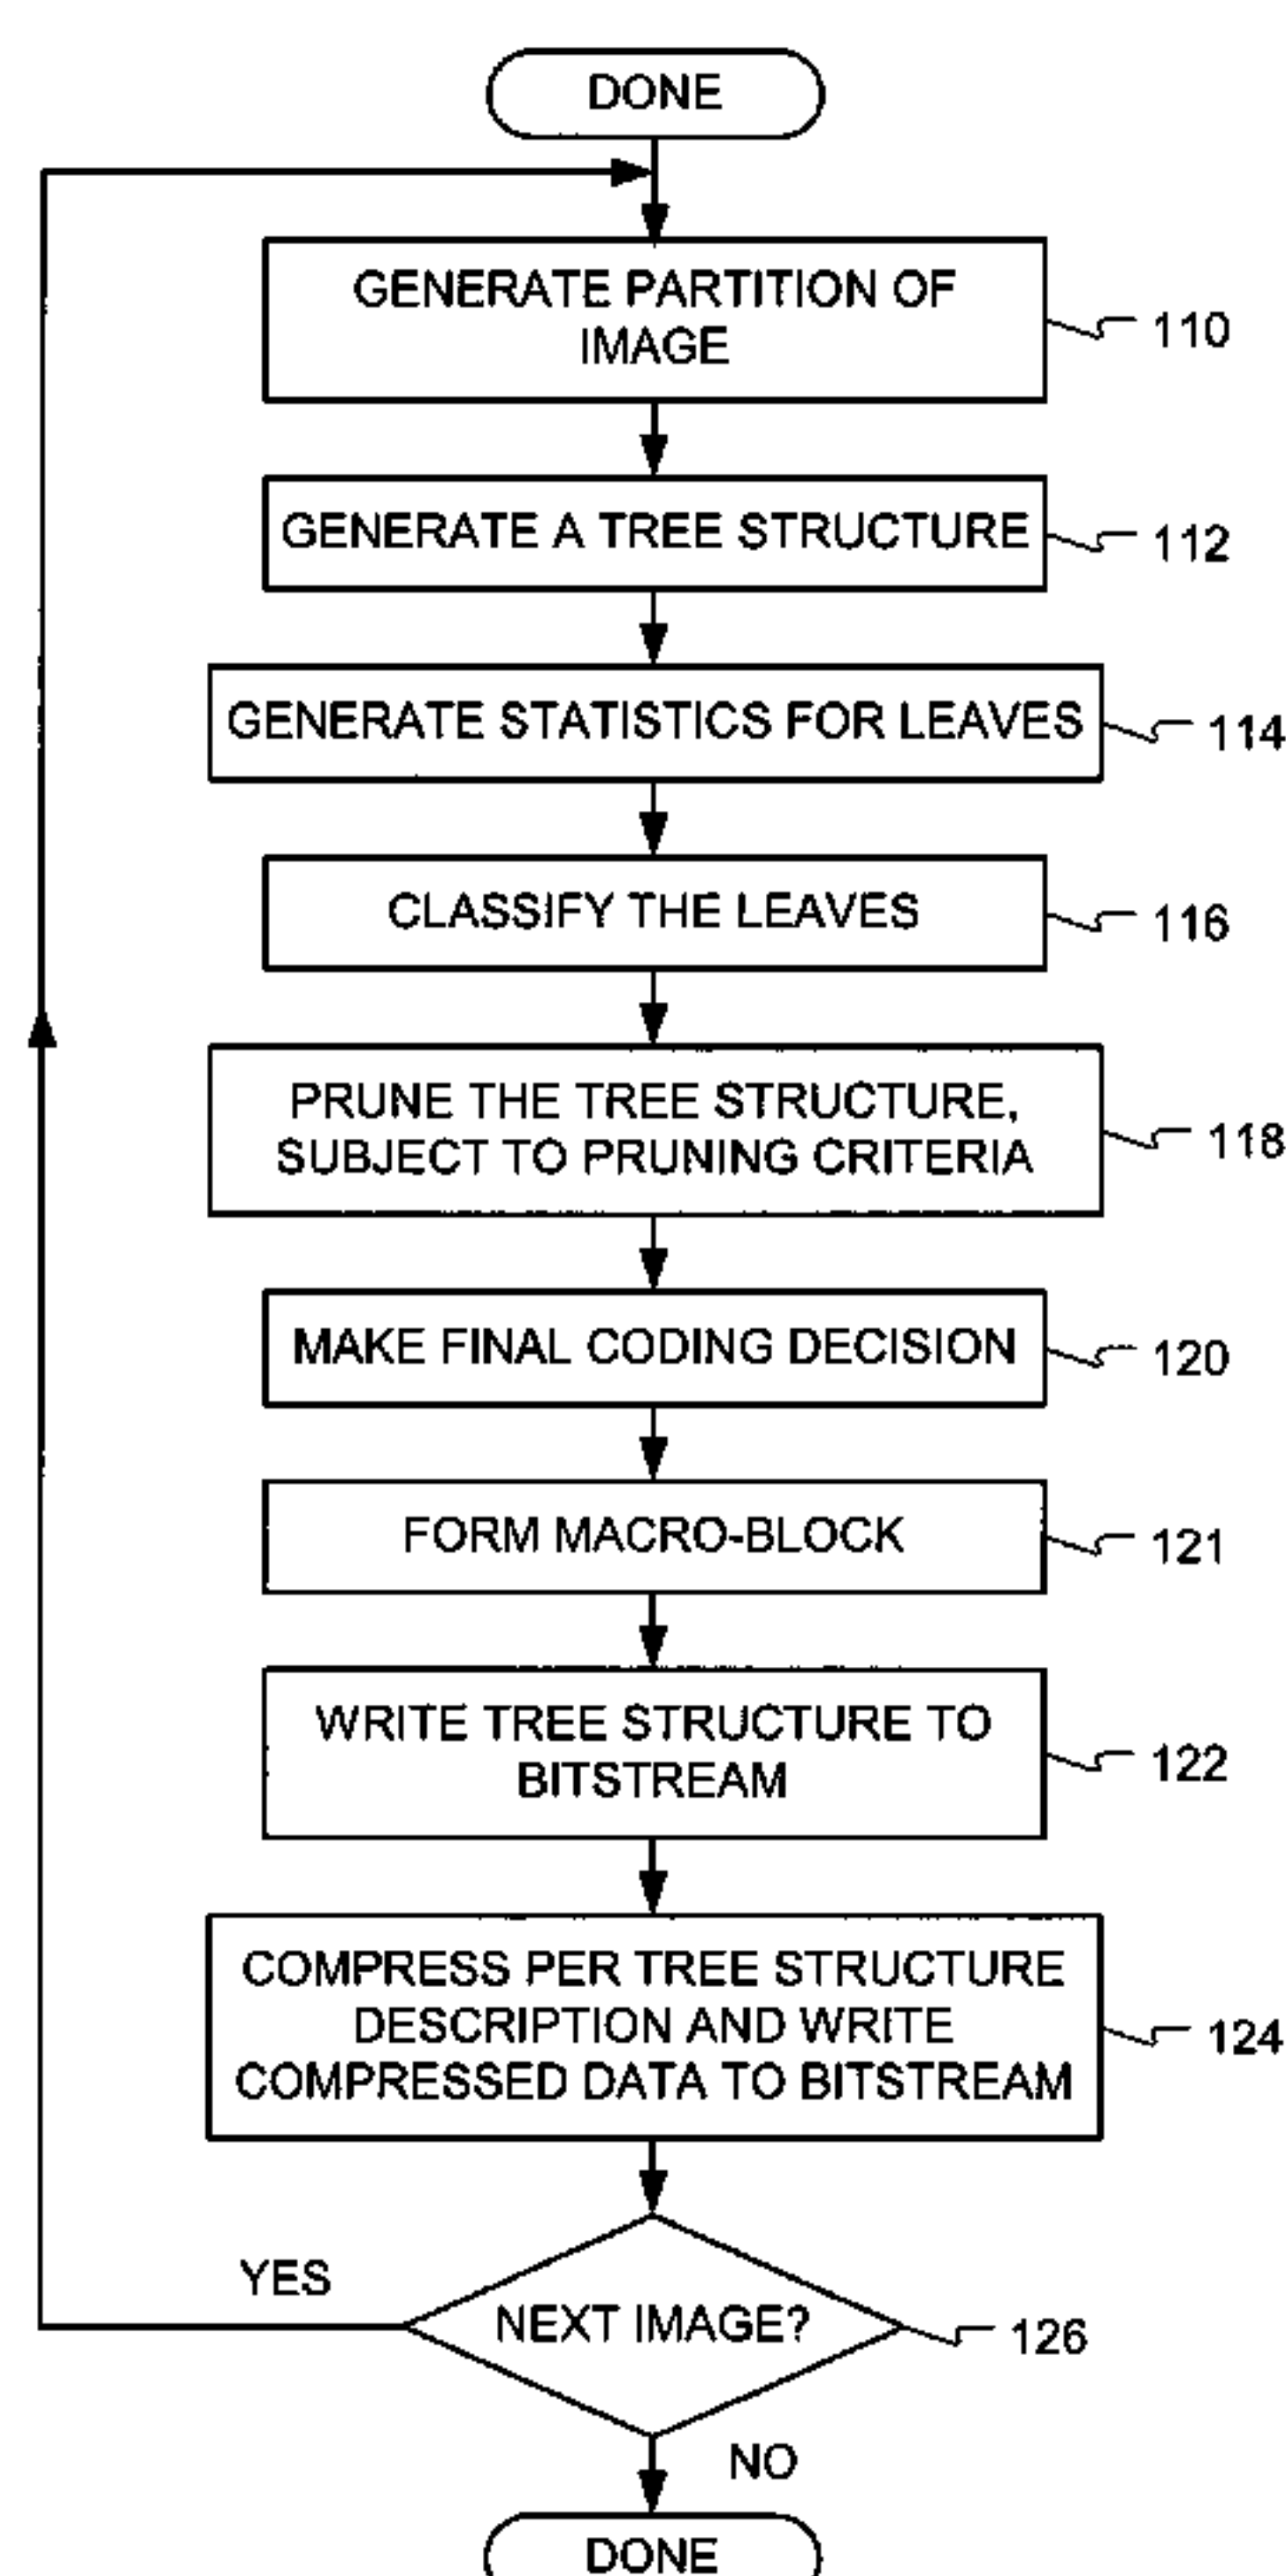 DONE
GENERATE PARTITION OF
IMAGE
110
GENERATE A TREE STRUCTURE
112
GENERATE STATISTICS FOR LEAVES
114
CLASSIFY THE LEAVES
116
PRUNE THE TREE STRUCTURE,
SUBJECT TO PRUNING CRITERIA
118
MAKE FINAL CODING DECISION
120
FORM MACRO-BLOCK
121
WRITE TREE STRUCTURE TO
BITSTREAM
122
COMPRESS PER TREE STRUCTURE
DESCRIPTION AND WRITE
COMPRESSED DATA TO BITSTREAM
124
YES
NEXT IMAGE?
126
NO
DONE